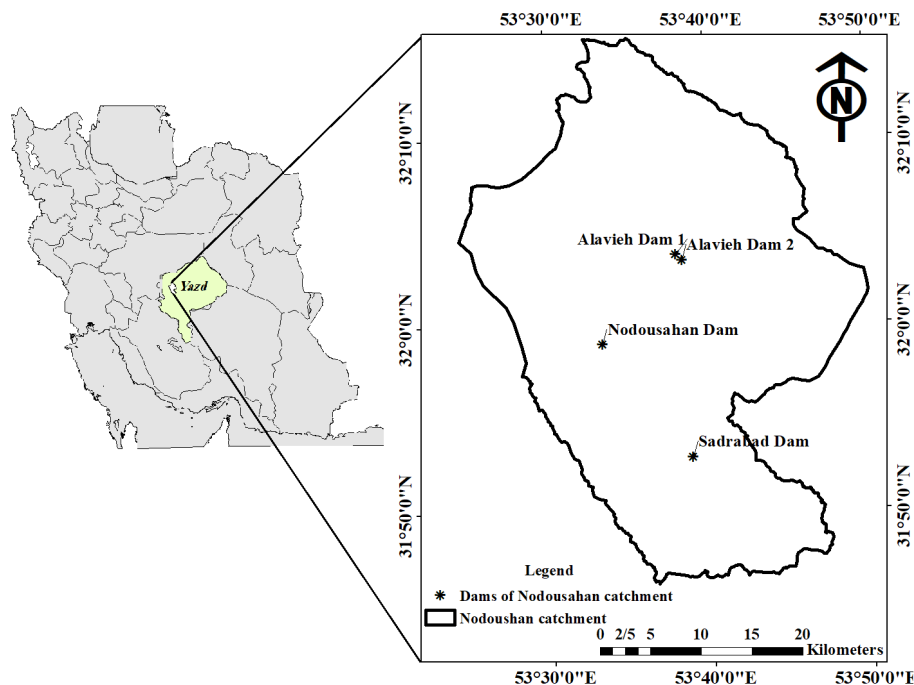 53°30'0"E 53°40'0"E 53°50'0"E
N
32°10'0"N 32°10'0"N
Alavieh Dam 1 Alavieh Dam 2
Yazd
32°0'0"N Nodousahan Dam 32°0'0"N
Sadrabad Dam
31°50'0"N 31°50'0"N
Legend
Dams of Nodousahan catchment
Nodoushan catchment
0 2/5 5 10 15 20
Kilometers
53°30'0"E 53°40'0"E 53°50'0"E